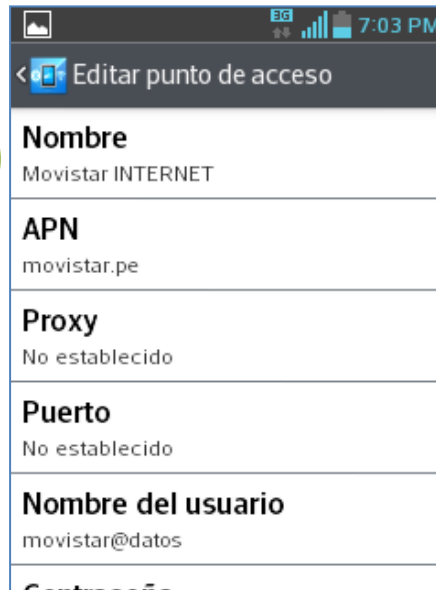 3G 7:03 PM
Editar punto de acceso
Nombre
Movistar INTERNET
APN
movistar.pe
Proxy
No establecido
Puerto
No establecido
Nombre del usuario
movistar@datos